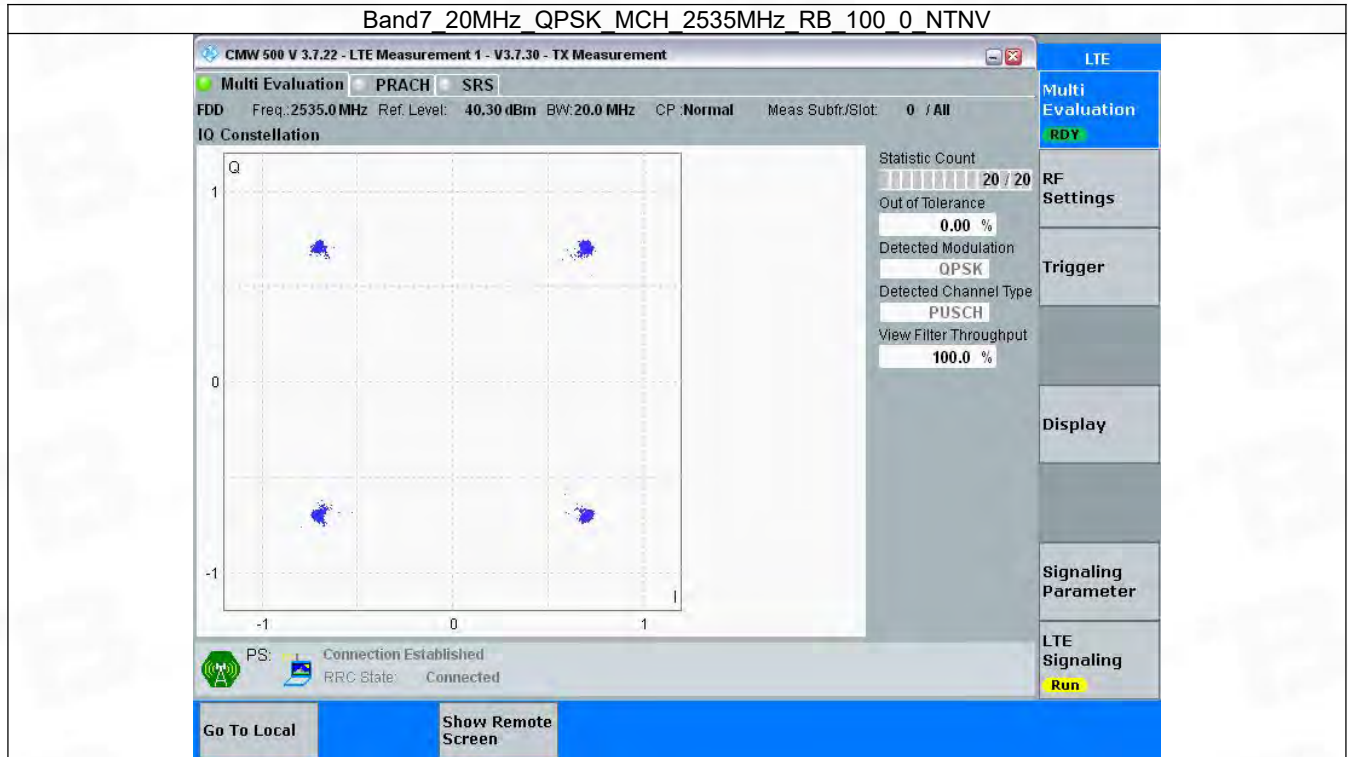 Band7_20MHz_QPSK_MCH_2535MHz_RB_100_0_NTNV
CMW 500 V 3.7.22 - LTE Measurement 1 - V3.7.30 - TX Measurement
LTE
Multi Evaluation PRACH SRS
Multi
Evaluation
RDY
FDD Freq.:2535.0 MHz Ref. Level: 40.30 dBm BW:20.0 MHz CP :Normal Meas Subfr./Slot: 0 / All
IQ Constellation
Q
1
0
-1
I
-1 0 1
Statistic Count
20 / 20
Out of Tolerance
0.00 %
Detected Modulation
QPSK
Detected Channel Type
PUSCH
View Filter Throughput
100.0 %
RF
Settings
Trigger
Display
Signaling
Parameter
LTE
Signaling
Run
PS: Connection Established
RRC State: Connected
Go To Local
Show Remote
Screen